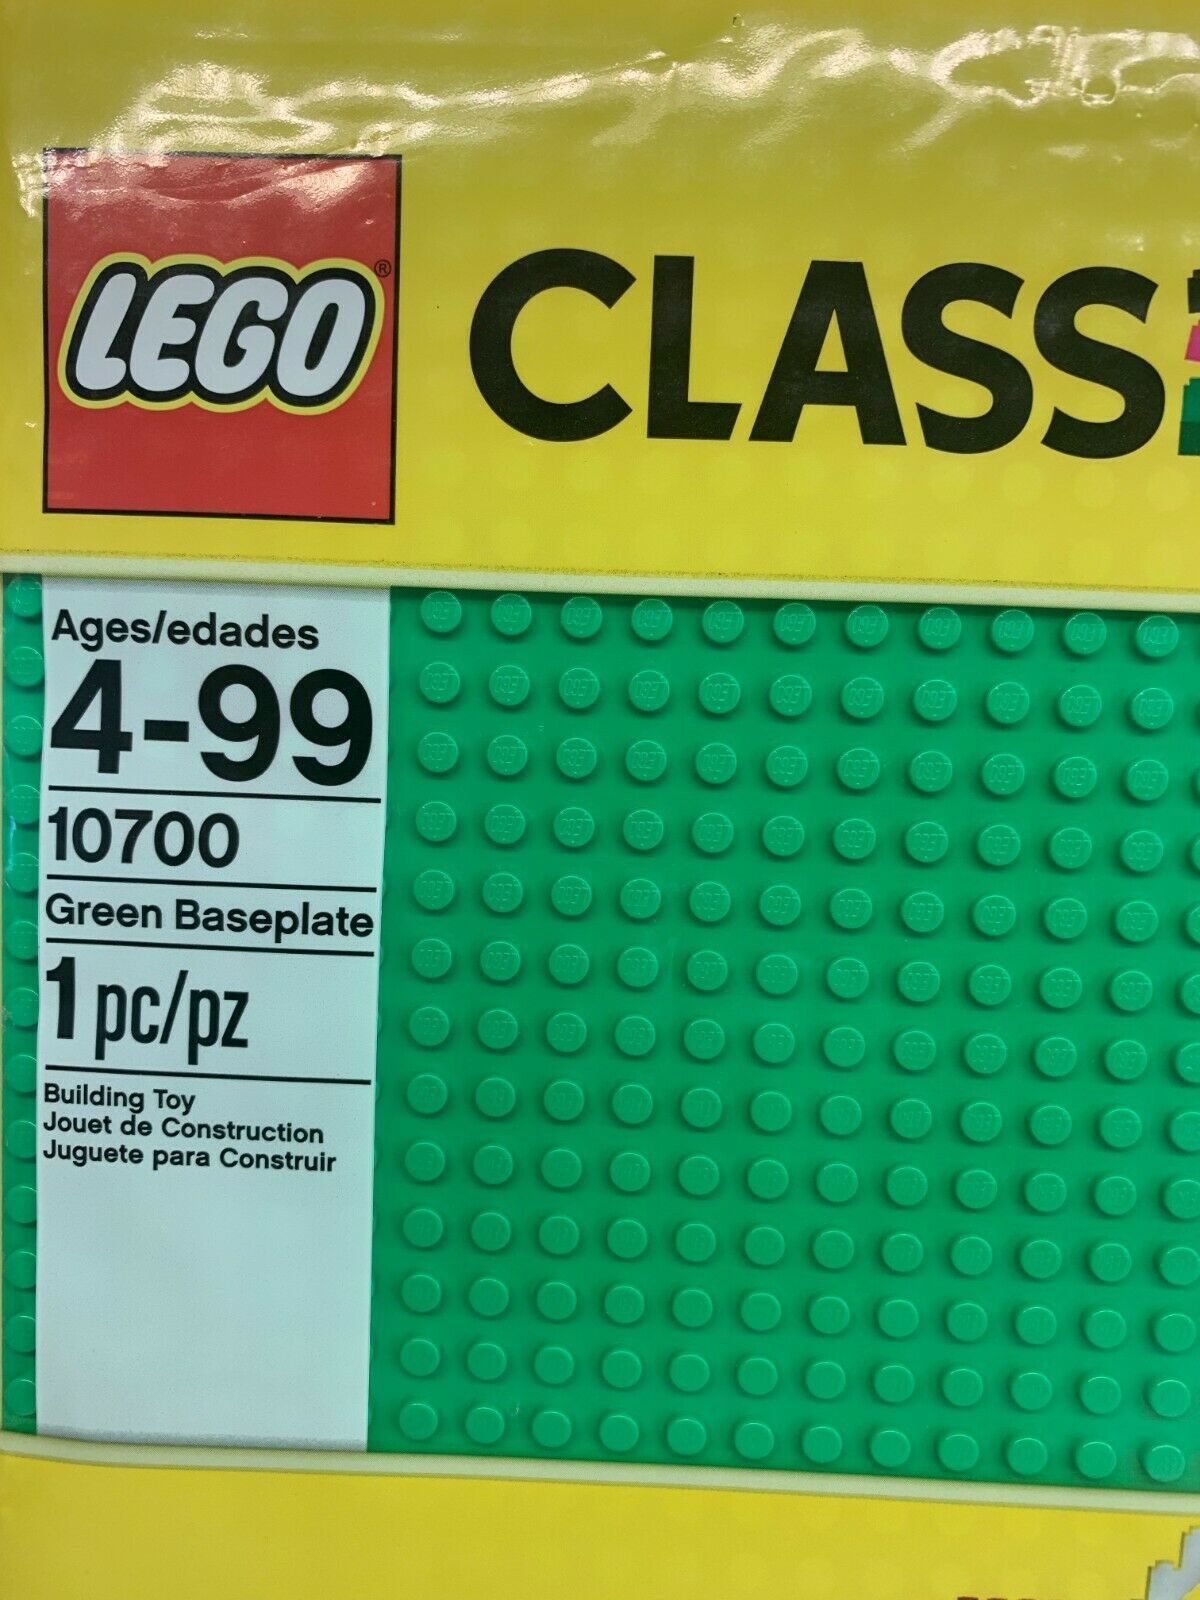 LEGO®
CLASS
Ages/edades
4-99
10700
Green Baseplate
1 pc/pz
Building Toy
Jouet de Construction
Juguete para Construir